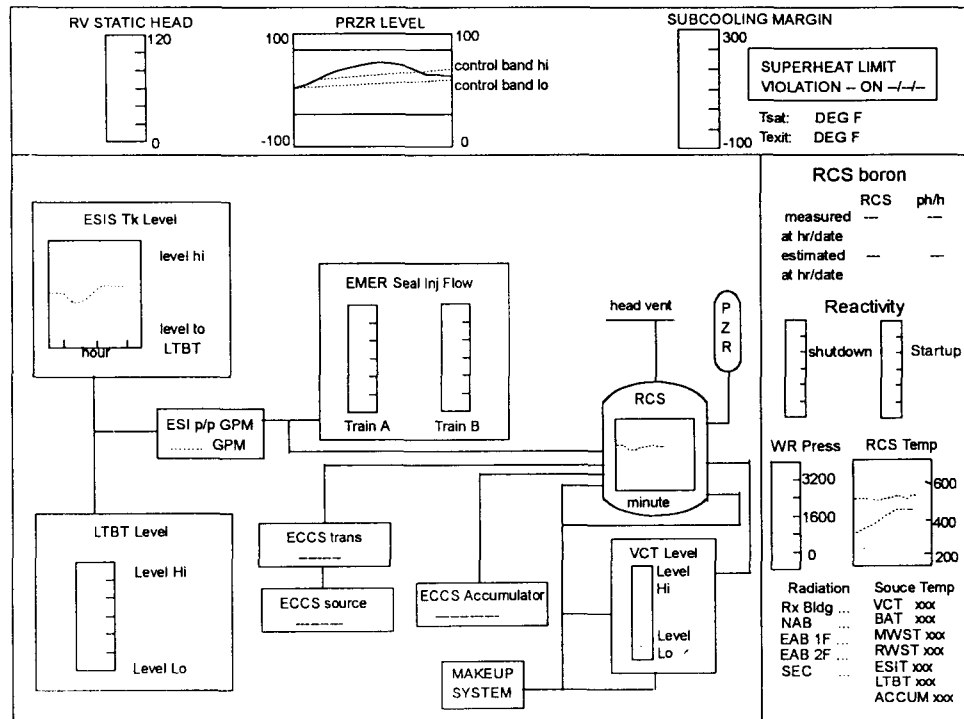 RV STATIC HEAD
120
0
PRZR LEVEL
100
-100
100
0
control band hi
control band lo
SUBCOOLING MARGIN
300
-100
SUPERHEAT LIMIT
VIOLATION -- ON --/--/--
Tsat: DEG F
Texit: DEG F
ESIS Tk Level
level hi
level to
LTBT
hour
EMER Seal Inj Flow
Train A
Train B
ESI p/p GPM
....... GPM
head vent
PZR
RCS
minute
LTBT Level
Level Hi
Level Lo
ECCS trans
-----
ECCS source
-----
ECCS Accumulator
-----
VCT Level
Level
Hi
Level
Lo
MAKEUP
SYSTEM
RCS boron
RCS ph/h
measured --- ---
at hr/date
estimated --- ---
at hr/date
Reactivity
shutdown
Startup
WR Press
3200
1600
0
RCS Temp
600
400
200
Radiation
Rx Bldg ...
NAB ...
EAB 1F ...
EAB 2F ...
SEC ...
Souce Temp
VCT xxx
BAT xxx
MWST xxx
RWST xxx
ESIT xxx
LTBT xxx
ACCUM xxx